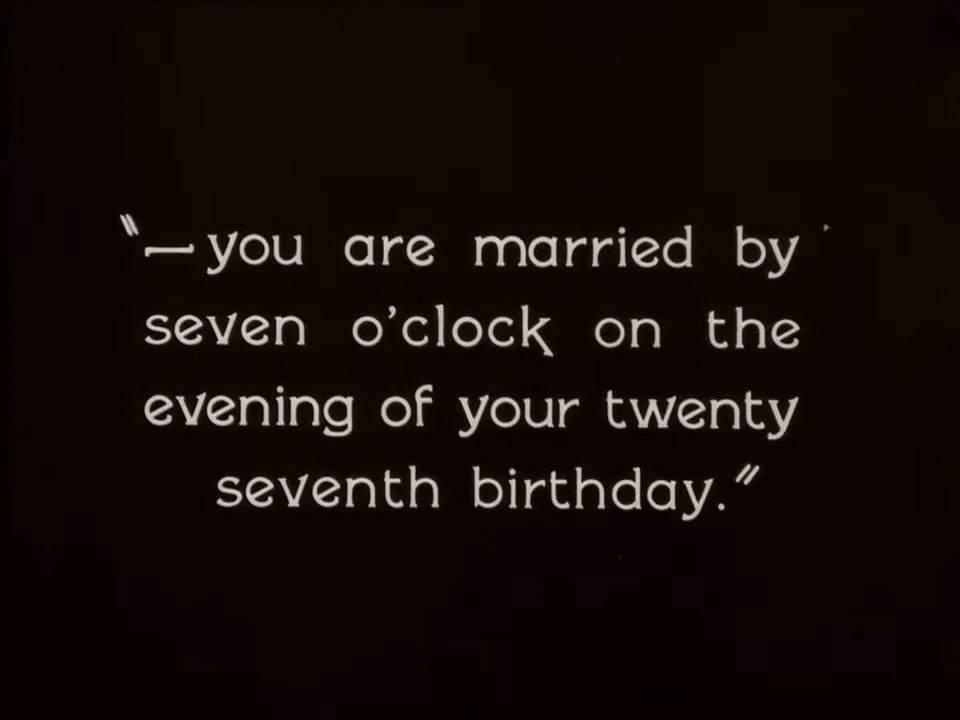 "—you are married by
seven o'clock on the
evening of your twenty
seventh birthday."